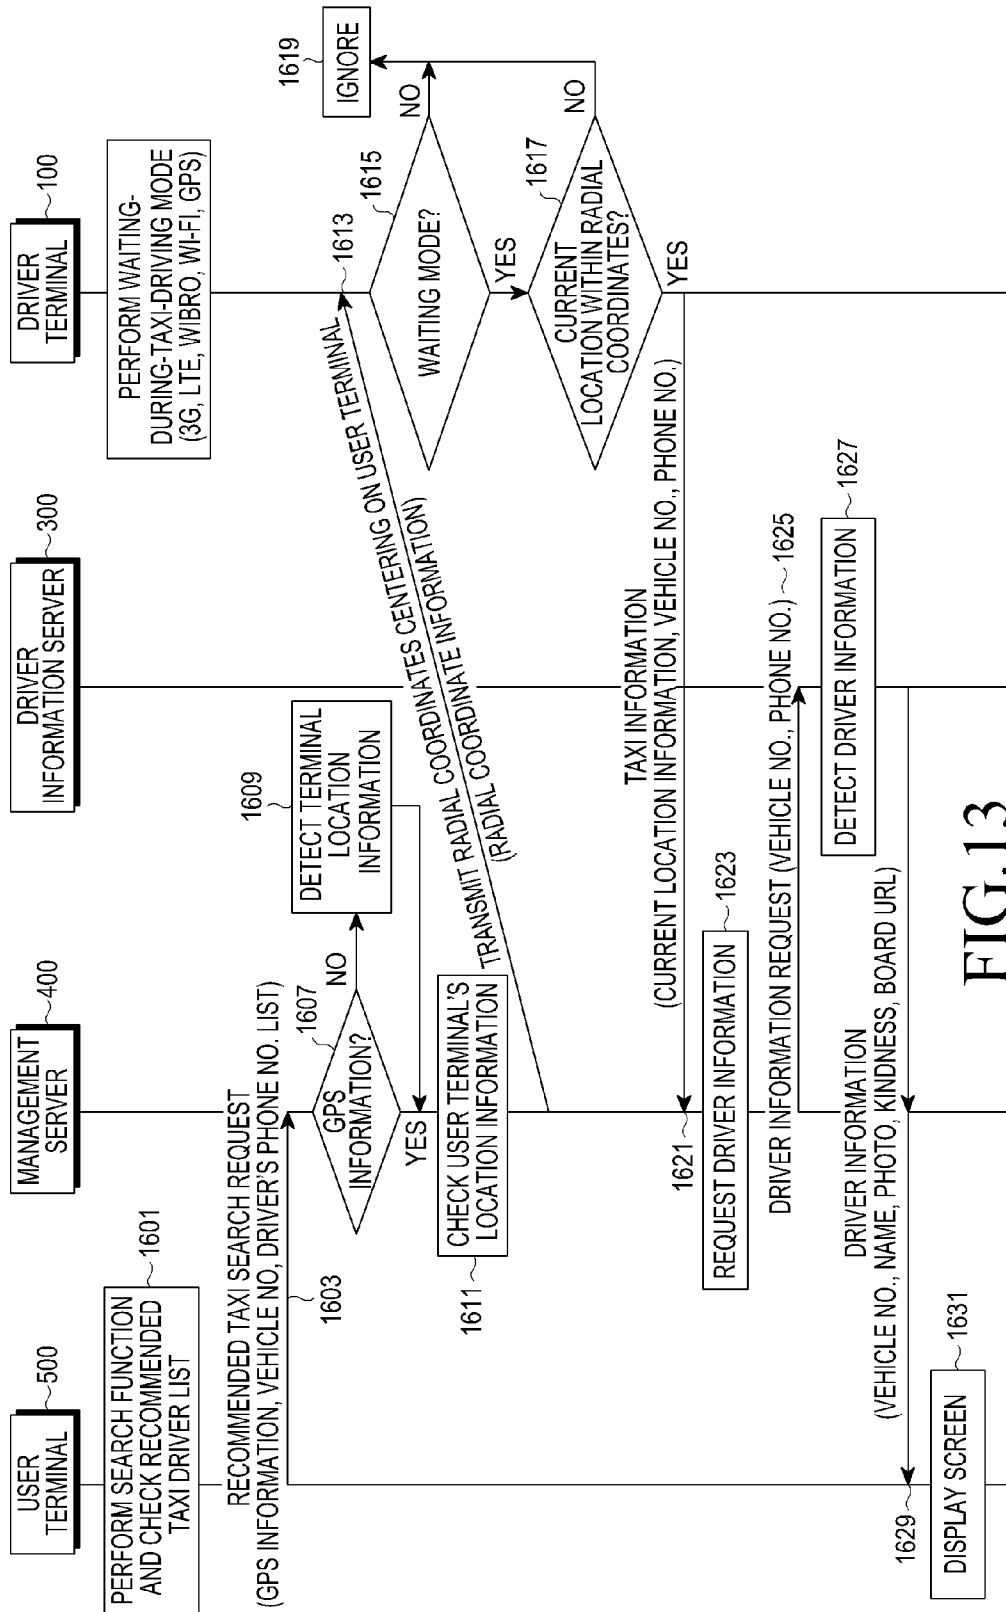 USER
TERMINAL
500
MANAGEMENT
SERVER
400
DRIVER
INFORMATION SERVER
300
DRIVER
TERMINAL
100
PERFORM SEARCH FUNCTION
AND CHECK RECOMMENDED
TAXI DRIVER LIST
1601
PERFORM WAITING-
DURING-TAXI-DRIVING MODE
(3G, LTE, WIBRO, WI-FI, GPS)
RECOMMENDED TAXI SEARCH REQUEST
(GPS INFORMATION, VEHICLE NO, DRIVER'S PHONE NO. LIST)
1603
GPS
INFORMATION?
1607
NO
YES
1609
DETECT TERMINAL
LOCATION
INFORMATION
CHECK USER TERMINAL'S
LOCATION INFORMATION
1611
TRANSMIT RADIAL COORDINATES CENTERING ON USER TERMINAL
(RADIAL COORDINATE INFORMATION)
1613
WAITING MODE?
1615
NO
YES
1619
IGNORE
CURRENT
LOCATION WITHIN RADIAL
COORDINATES?
1617
NO
YES
TAXI INFORMATION
(CURRENT LOCATION INFORMATION, VEHICLE NO., PHONE NO.)
1621
REQUEST DRIVER INFORMATION
1623
DRIVER INFORMATION REQUEST (VEHICLE NO., PHONE NO.)
1625
DETECT DRIVER INFORMATION
1627
DRIVER INFORMATION
(VEHICLE NO., NAME, PHOTO, KINDNESS, BOARD URL)
1629
DISPLAY SCREEN
1631
FIG.13